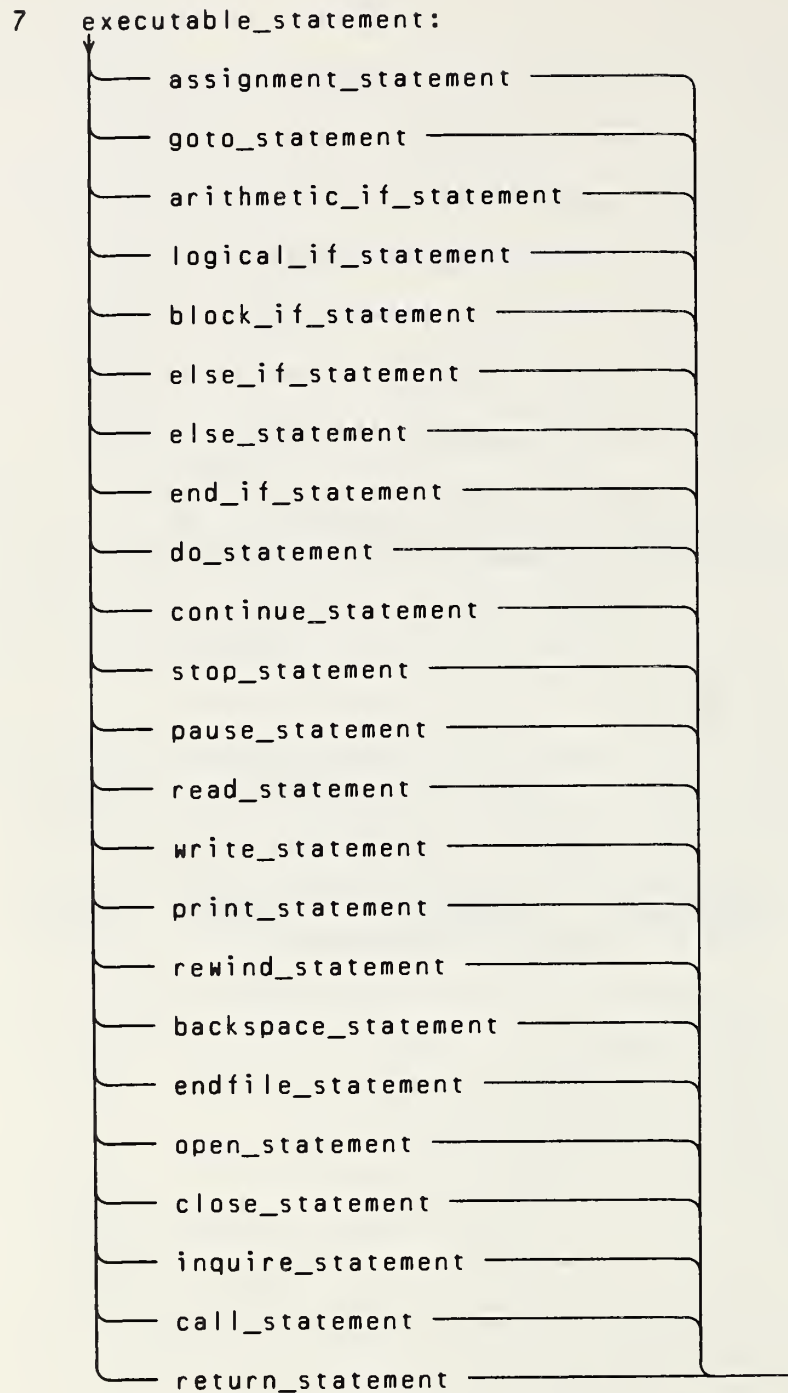 7 executable_statement:
assignment_statement
goto_statement
arithmetic_if_statement
logical_if_statement
block_if_statement
else_if_statement
else_statement
end_if_statement
do_statement
continue_statement
stop_statement
pause_statement
read_statement
write_statement
print_statement
rewind_statement
backspace_statement
endfile_statement
open_statement
close_statement
inquire_statement
call_statement
return_statement